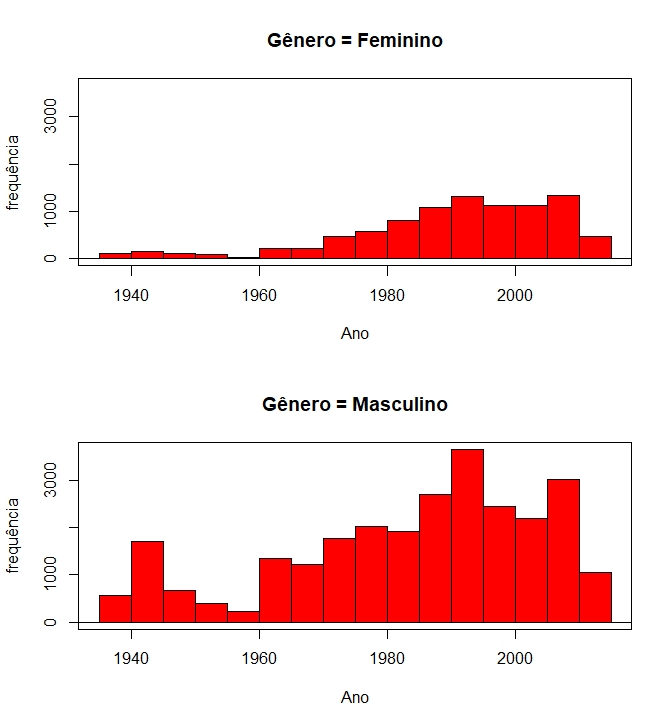 Gênero = Feminino
frequência
3000
1000
0
1940 1960 1980 2000
Ano
Gênero = Masculino
frequência
3000
1000
0
1940 1960 1980 2000
Ano